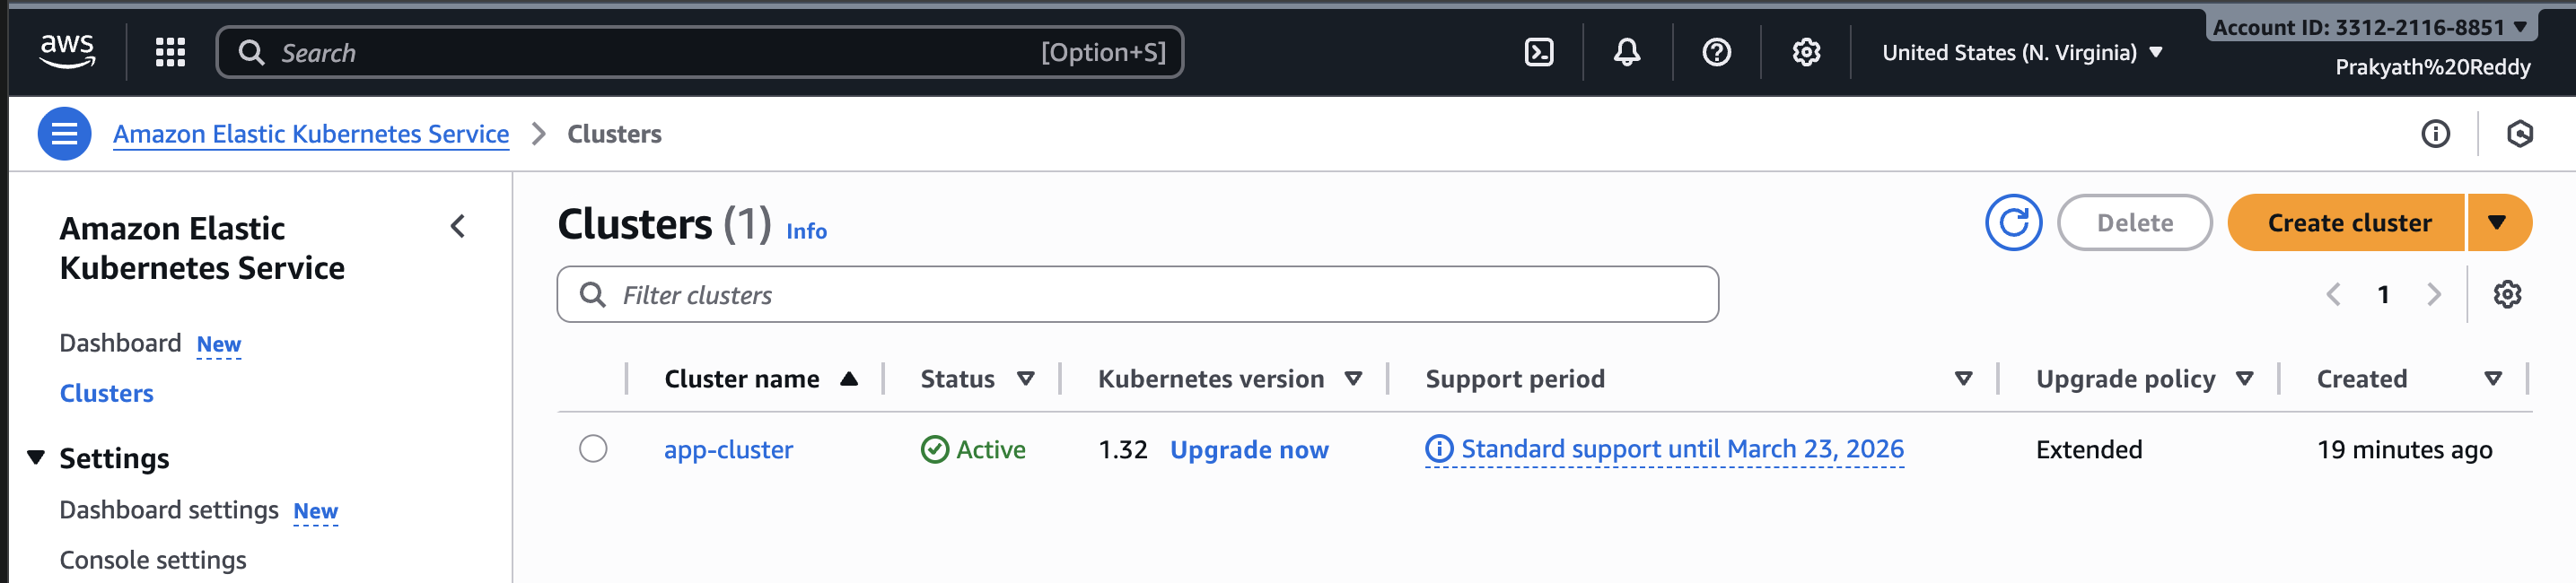 aws
Search [Option+S]
United States (N. Virginia)
Account ID: 3312-2116-8851
Prakyath%20Reddy
Amazon Elastic Kubernetes Service > Clusters
Amazon Elastic
Kubernetes Service
Dashboard New
Clusters
Settings
Dashboard settings New
Console settings
Clusters (1) Info
Delete
Create cluster
Filter clusters
1
Cluster name Status Kubernetes version Support period Upgrade policy Created
app-cluster Active 1.32 Upgrade now Standard support until March 23, 2026 Extended 19 minutes ago